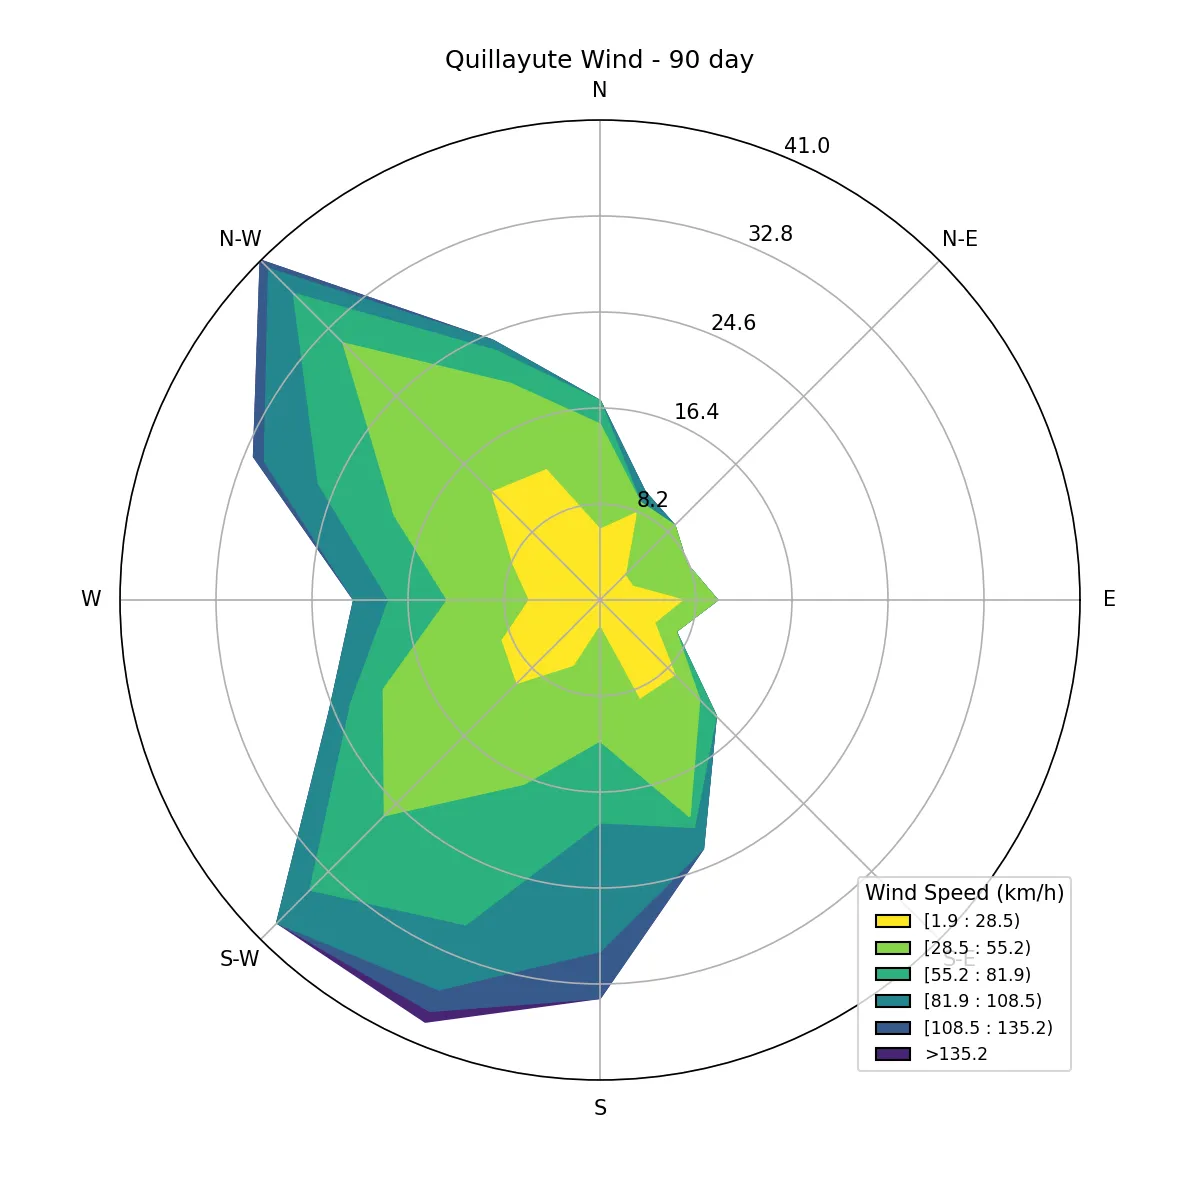 Quillayute Wind - 90 day
N
41.0
32.8
N-W
N-E
24.6
16.4
8.2
W
E
Wind Speed (km/h)
[1.9 : 28.5)
[28.5 : 55.2)
S-W
S-E
[55.2 : 81.9)
[81.9 : 108.5)
[108.5 : 135.2)
>135.2
S